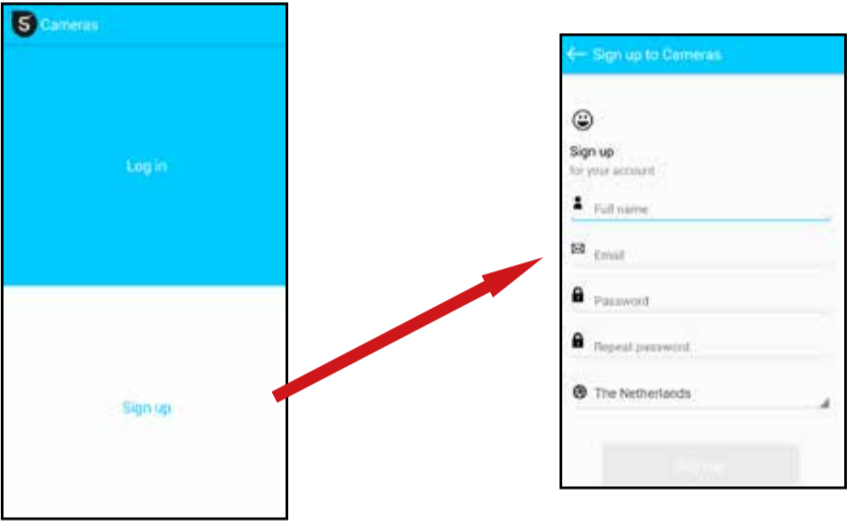 S Cameras
Log in
Sign up
Sign up to Cameras
Sign up
for your account
Full name
Email
Password
Repeat password
The Netherlands